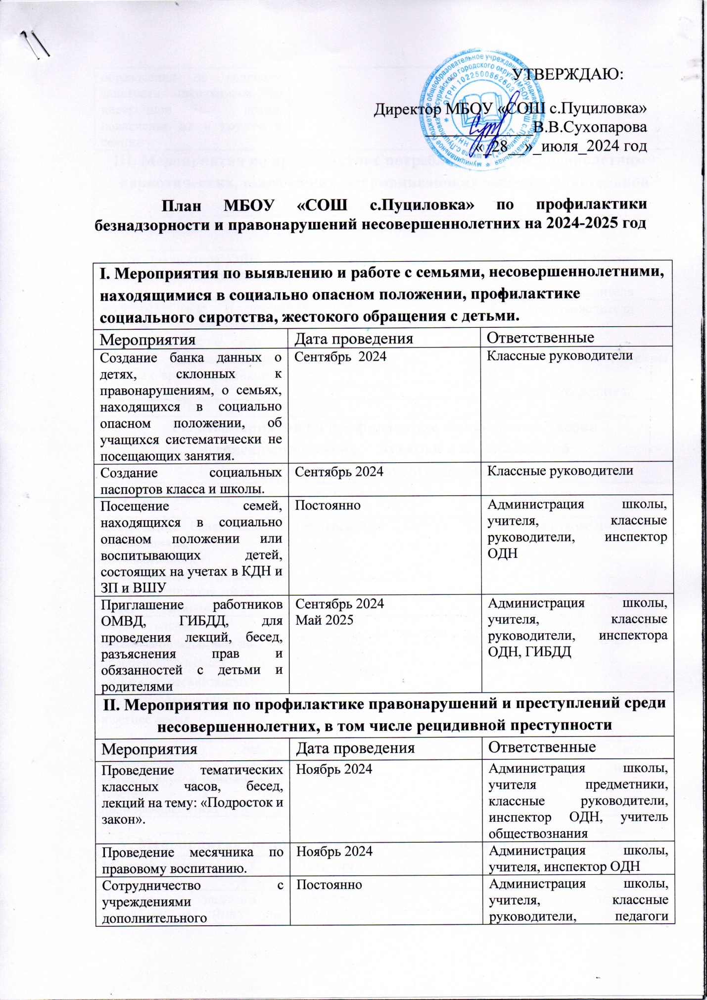 УТВЕРЖДАЮ:
Директор МБОУ «СОШ с.Пуциловка»
В.В.Сухопарова
«_28__»_июля_2024 год
План МБОУ «СОШ с.Пуциловка» по профилактики
безнадзорности и правонарушений несовершеннолетних на 2024-2025 год
I. Мероприятия по выявлению и работе с семьями, несовершеннолетними,
находящимися в социально опасном положении, профилактике
социального сиротства, жестокого обращения с детьми.
Мероприятия
Дата проведения
Ответственные
Создание банка данных о
детях, склонных к
правонарушениям, о семьях,
находящихся в социально
опасном положении, об
учащихся систематически не
посещающих занятия.
Сентябрь 2024
Классные руководители
Создание социальных
паспортов класса и школы.
Сентябрь 2024
Классные руководители
Посещение семей,
находящихся в социально
опасном положении или
воспитывающих детей,
состоящих на учетах в КДН и
ЗП и ВШУ
Постоянно
Администрация школы,
учителя, классные
руководители, инспектор
ОДН
Приглашение работников
ОМВД, ГИБДД, для
проведения лекций, бесед,
разъяснения прав и
обязанностей с детьми и
родителями
Сентябрь 2024
Май 2025
Администрация школы,
учителя, классные
руководители, инспектора
ОДН, ГИБДД
II. Мероприятия по профилактике правонарушений и преступлений среди
несовершеннолетних, в том числе рецидивной преступности
Мероприятия
Дата проведения
Ответственные
Проведение тематических
классных часов, бесед,
лекций на тему: «Подросток и
закон».
Ноябрь 2024
Администрация школы,
учителя предметники,
классные руководители,
инспектор ОДН, учитель
обществознания
Проведение месячника по
правовому воспитанию.
Ноябрь 2024
Администрация школы,
учителя, инспектор ОДН
Сотрудничество с
учреждениями
дополнительного
Постоянно
Администрация школы,
учителя, классные
руководители, педагоги